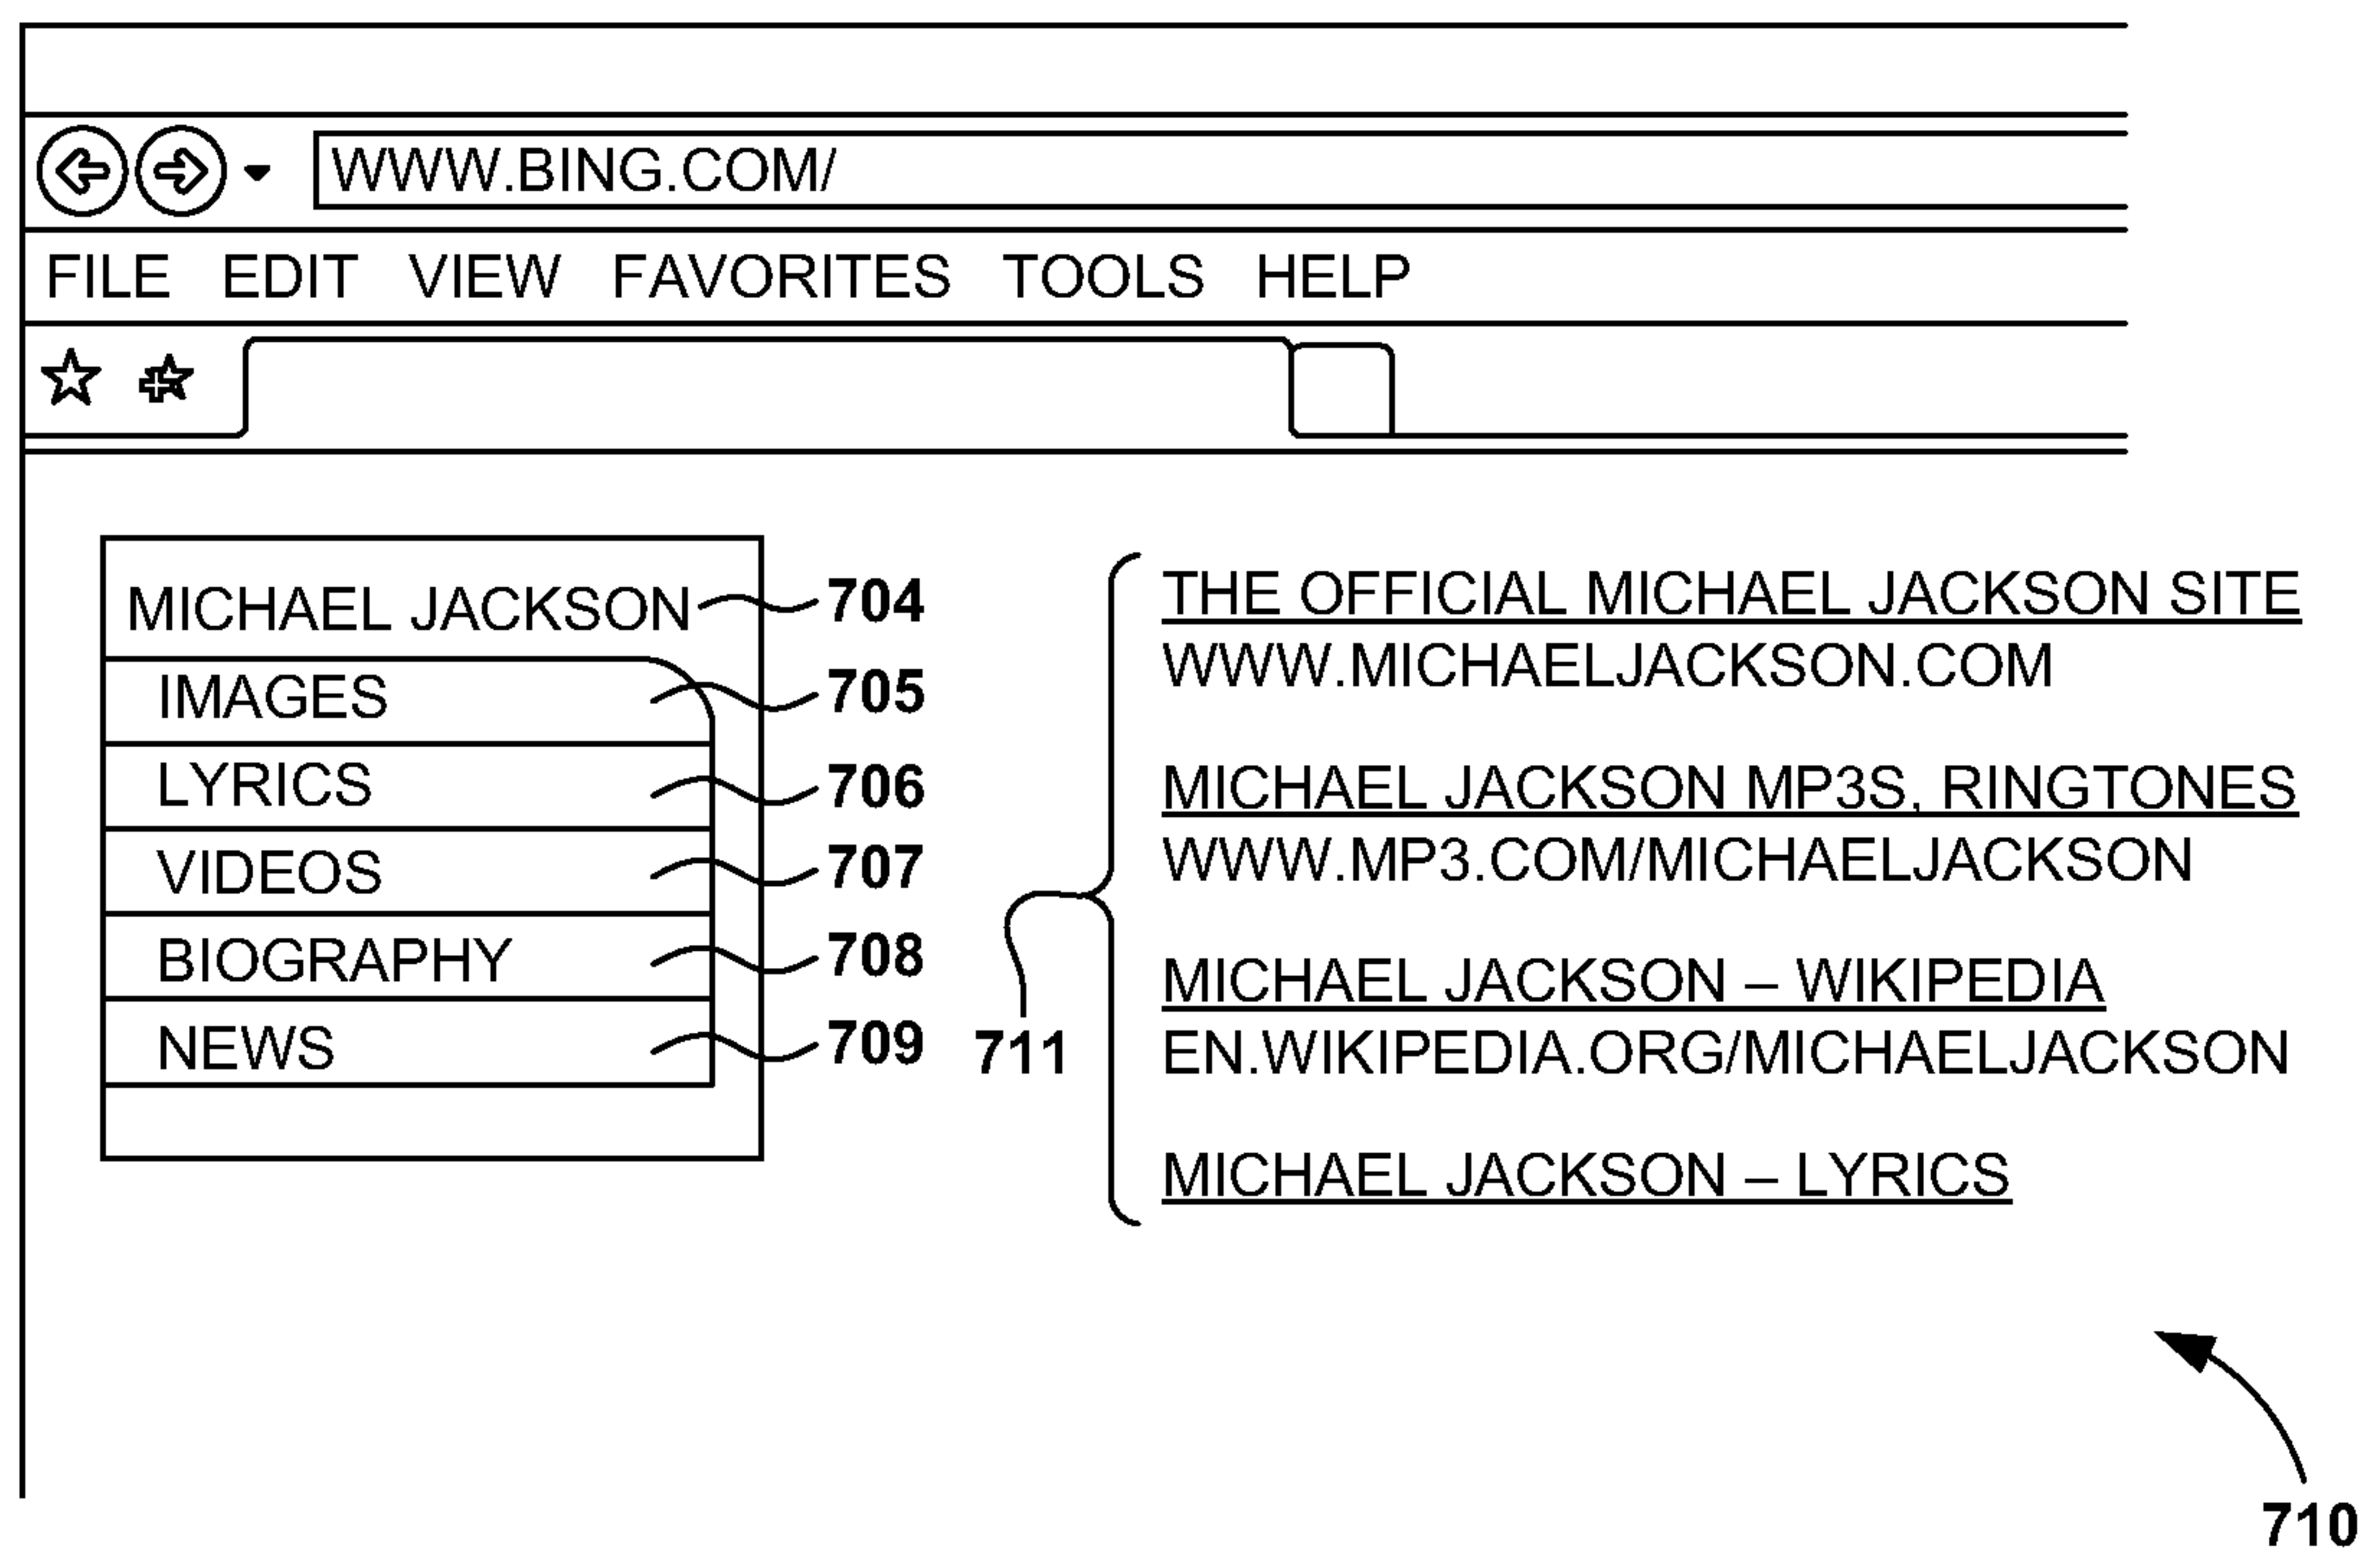 WWW.BING.COM/
FILE EDIT VIEW FAVORITES TOOLS HELP
MICHAEL JACKSON 704
IMAGES 705
LYRICS 706
VIDEOS 707
BIOGRAPHY 708
NEWS 709
711
THE OFFICIAL MICHAEL JACKSON SITE
WWW.MICHAELJACKSON.COM
MICHAEL JACKSON MP3S, RINGTONES
WWW.MP3.COM/MICHAELJACKSON
MICHAEL JACKSON – WIKIPEDIA
EN.WIKIPEDIA.ORG/MICHAELJACKSON
MICHAEL JACKSON – LYRICS
710